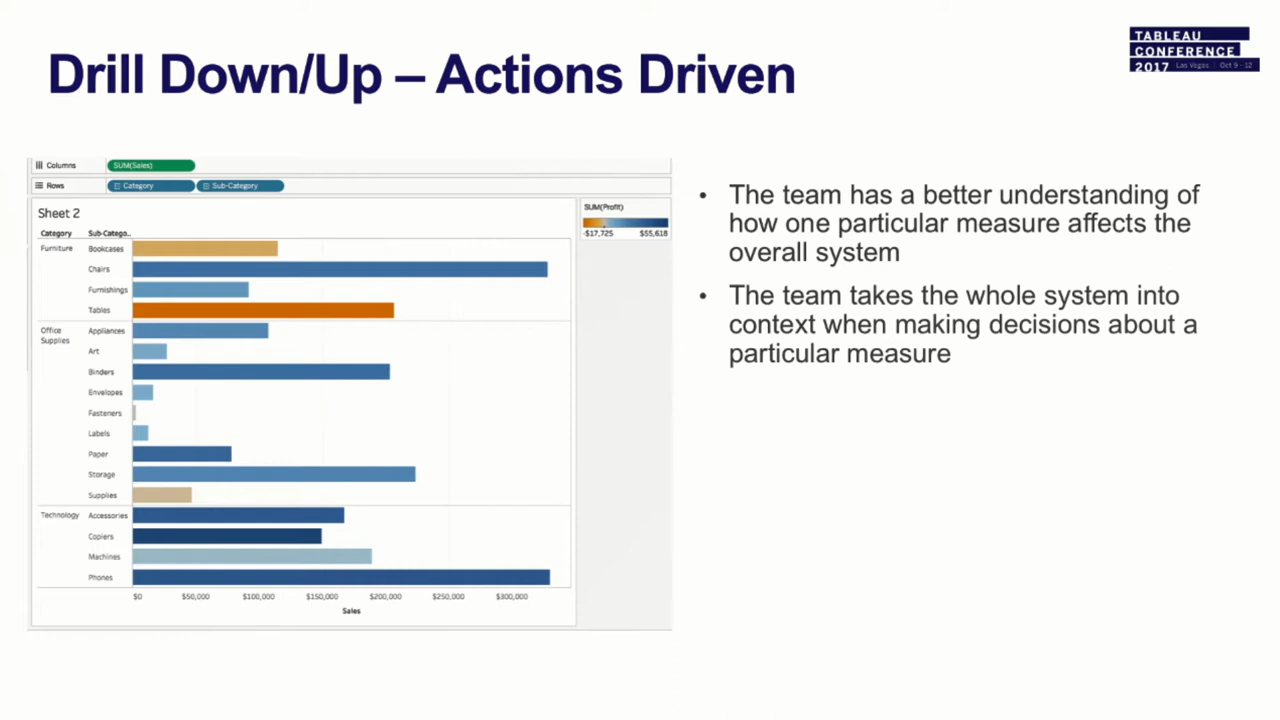 Drill Down/Up – Actions Driven
TABLEAU
CONFERENCE
2017 Las Vegas | Oct 9 - 12
Columns SUM(Sales)
Rows Category Sub-Category
Sheet 2
Category Sub-Catego..
Furniture Bookcases
Chairs
Furnishings
Tables
Office Appliances
Supplies
Art
Binders
Envelopes
Fasteners
Labels
Paper
Storage
Supplies
Technology Accessories
Copiers
Machines
Phones
$0 $50,000 $100,000 $150,000 $200,000 $250,000 $300,000
Sales
SUM(Profit)
-$17,725 $55,618
• The team has a better understanding of
how one particular measure affects the
overall system
• The team takes the whole system into
context when making decisions about a
particular measure